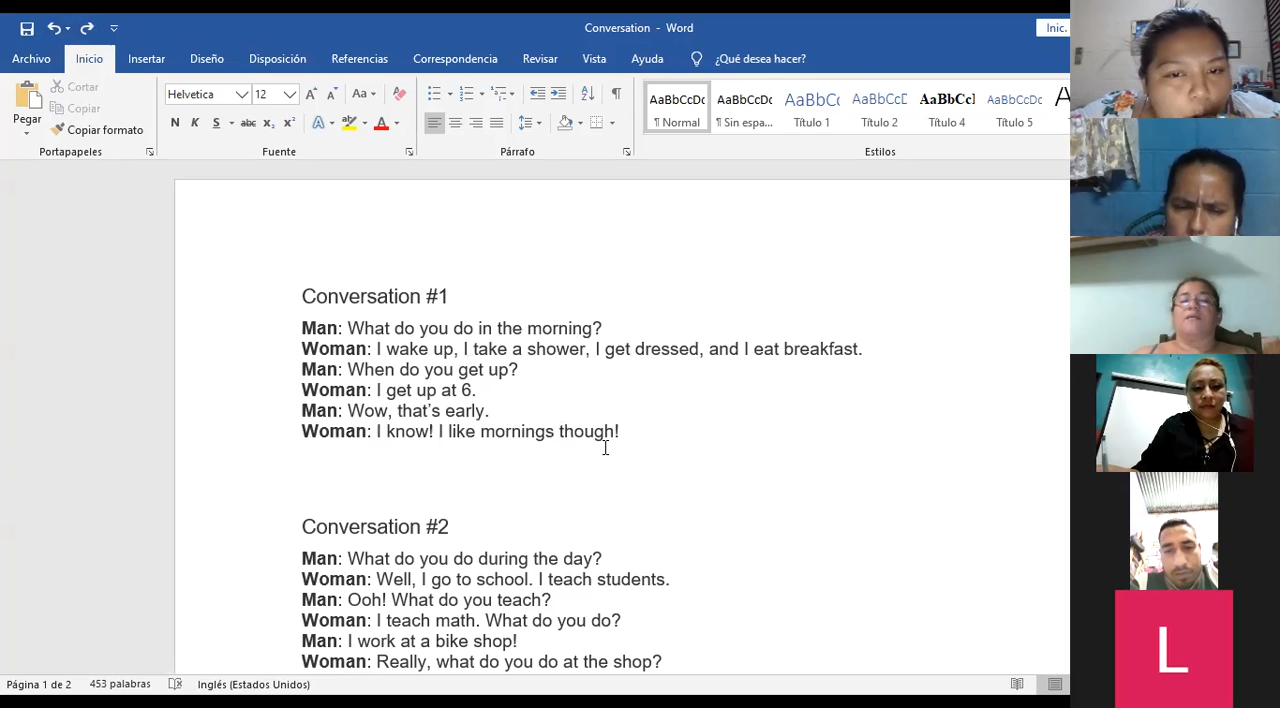 Conversation - Word
Inic.
Archivo Inicio Insertar Diseño Disposición Referencias Correspondencia Revisar Vista Ayuda ¿Qué desea hacer?
Pegar
Cortar
Copiar
Copiar formato
Portapapeles
Helvetica 12 A A Aa
N K S abc x₂ x² A A
Fuente
Párrafo
AaBbCcDc AaBbCcDc AaBbC AaBbCcD AaBbCcI AaBbCcD
¶ Normal ¶ Sin espa... Título 1 Título 2 Título 4 Título 5
Estilos
Conversation #1
Man: What do you do in the morning?
Woman: I wake up, I take a shower, I get dressed, and I eat breakfast.
Man: When do you get up?
Woman: I get up at 6.
Man: Wow, that’s early.
Woman: I know! I like mornings though!
Conversation #2
Man: What do you do during the day?
Woman: Well, I go to school. I teach students.
Man: Ooh! What do you teach?
Woman: I teach math. What do you do?
Man: I work at a bike shop!
Woman: Really, what do you do at the shop?
Página 1 de 2 453 palabras Inglés (Estados Unidos)
L